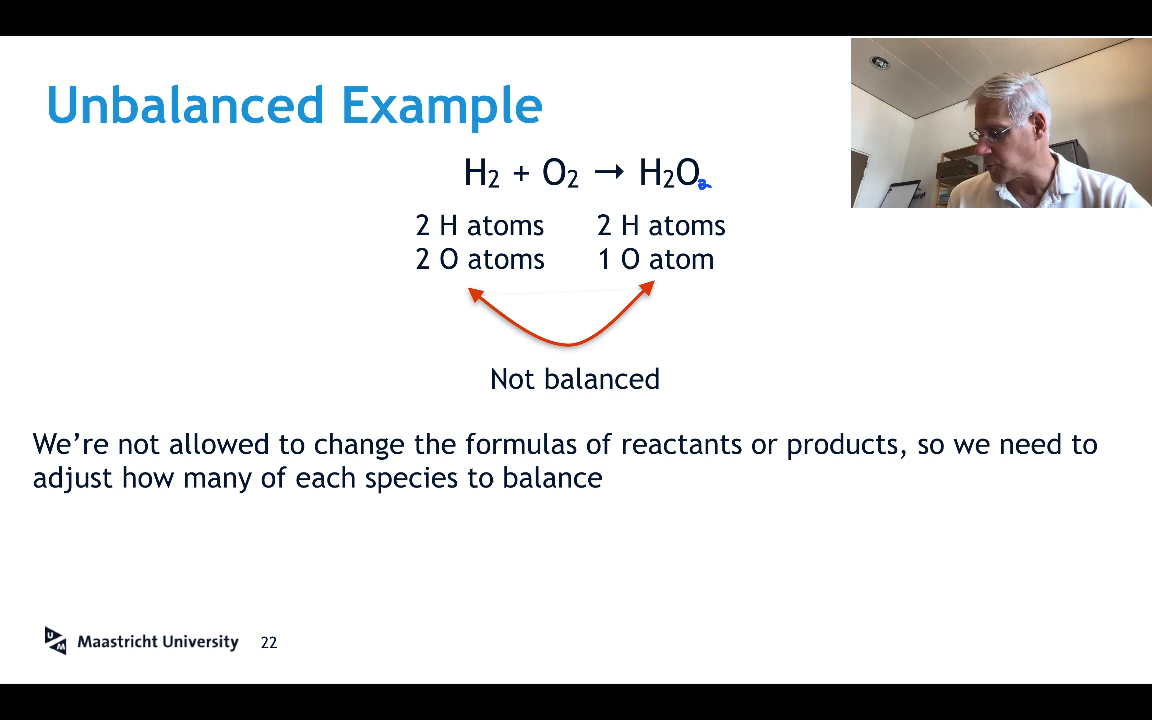 Unbalanced Example
H₂ + O₂ → H₂O₂
2 H atoms 2 H atoms
2 O atoms 1 O atom
Not balanced
We’re not allowed to change the formulas of reactants or products, so we need to
adjust how many of each species to balance
UM Maastricht University 22